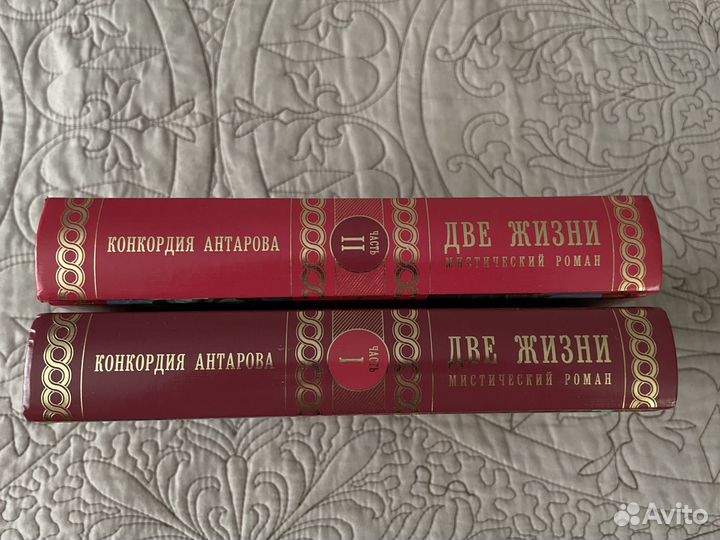 КОНКОРДИЯ АНТАРОВА
ЧАСТЬ
II
ДВЕ ЖИЗНИ
МИСТИЧЕСКИЙ РОМАН
КОНКОРДИЯ АНТАРОВА
ЧАСТЬ
I
ДВЕ ЖИЗНИ
МИСТИЧЕСКИЙ РОМАН
Avito